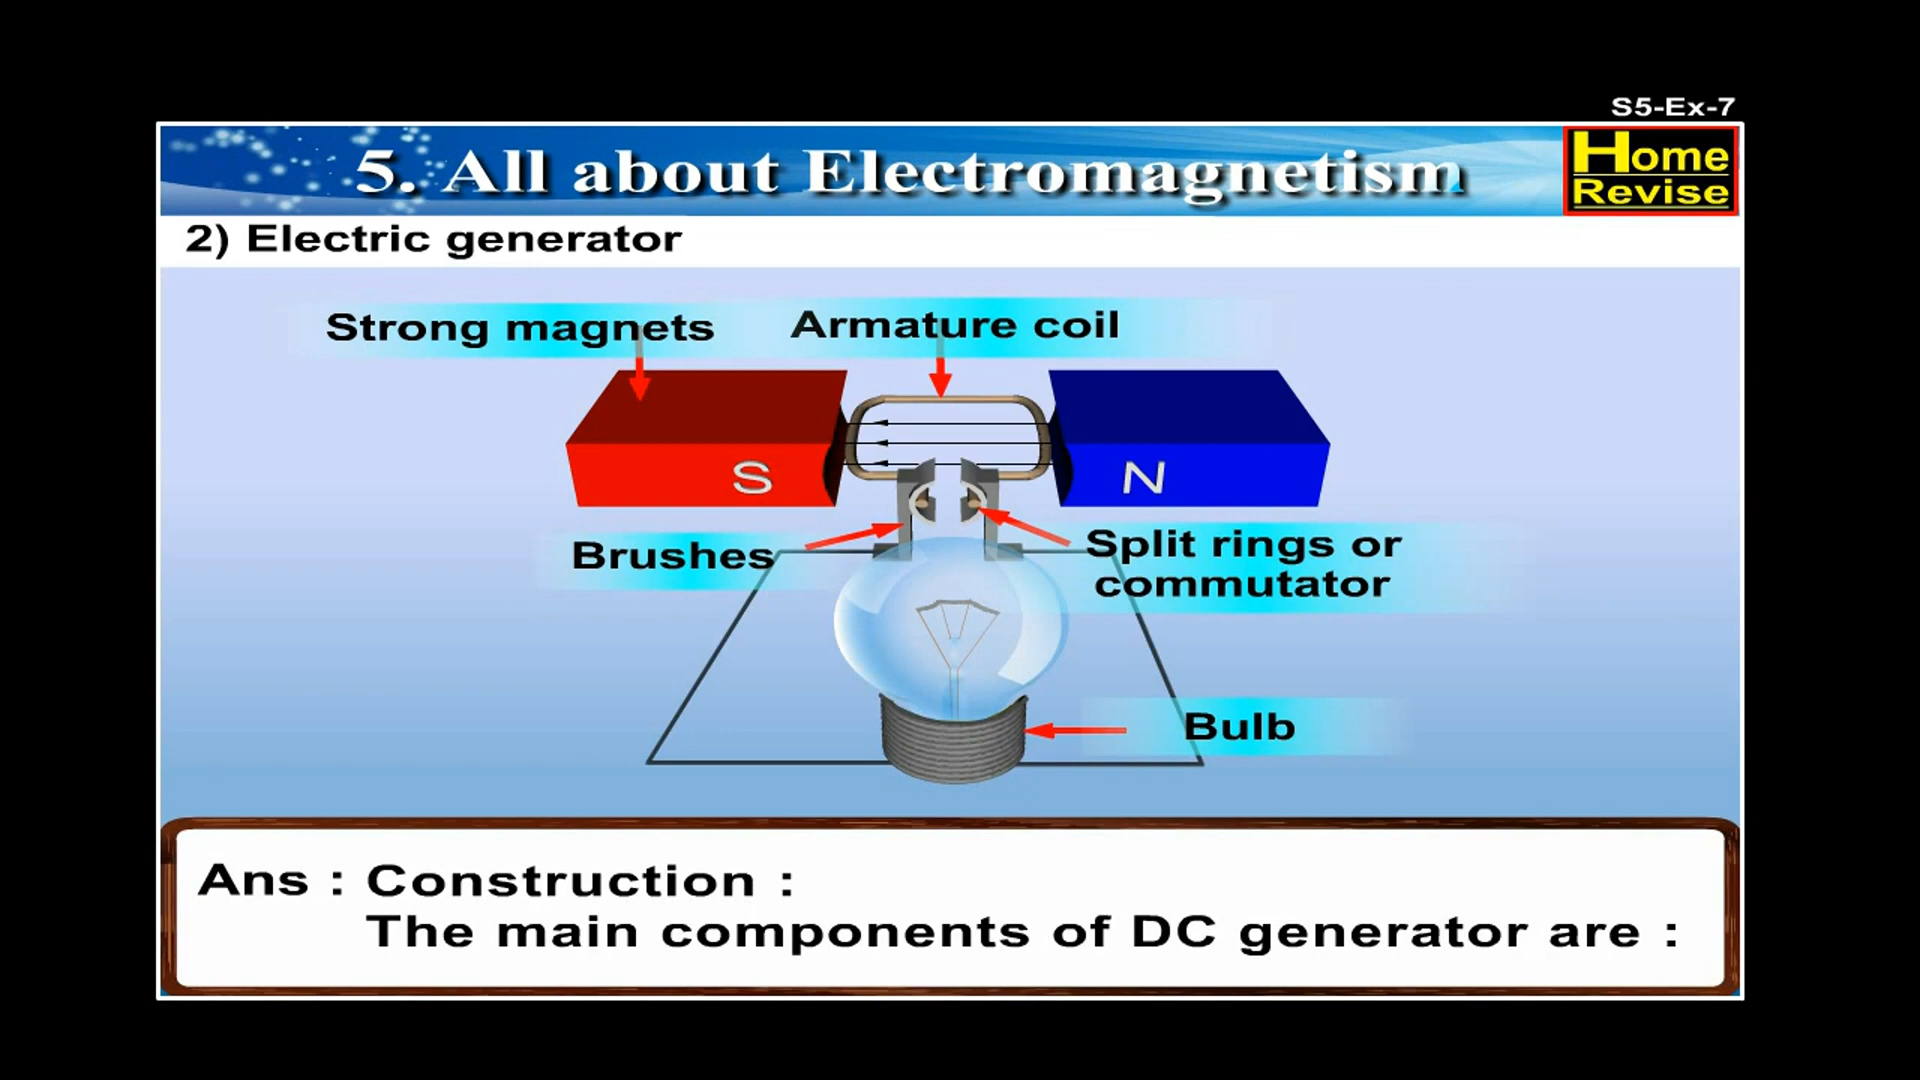 S5-Ex-7
5. All about Electromagnetism
Home
Revise
2) Electric generator
Strong magnets
Armature coil
S
N
Brushes
Split rings or
commutator
Bulb
Ans : Construction :
The main components of DC generator are :